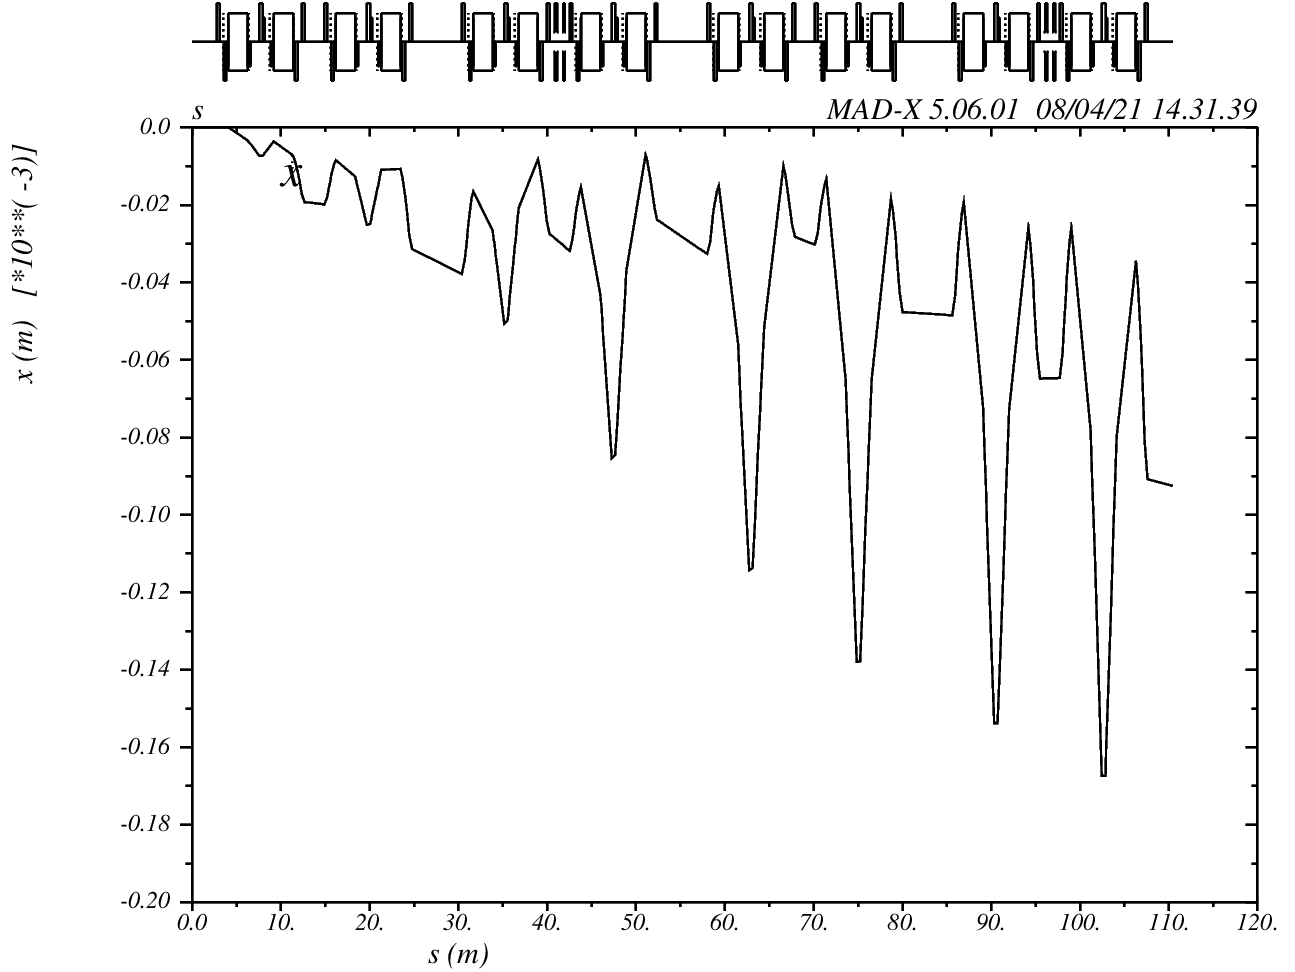 s
MAD-X 5.06.01 08/04/21 14.31.39
x (m) [*10**( -3)]
0.0
-0.02
-0.04
-0.06
-0.08
-0.10
-0.12
-0.14
-0.16
-0.18
-0.20
x
0.0 10. 20. 30. 40. 50. 60. 70. 80. 90. 100. 110. 120.
s (m)